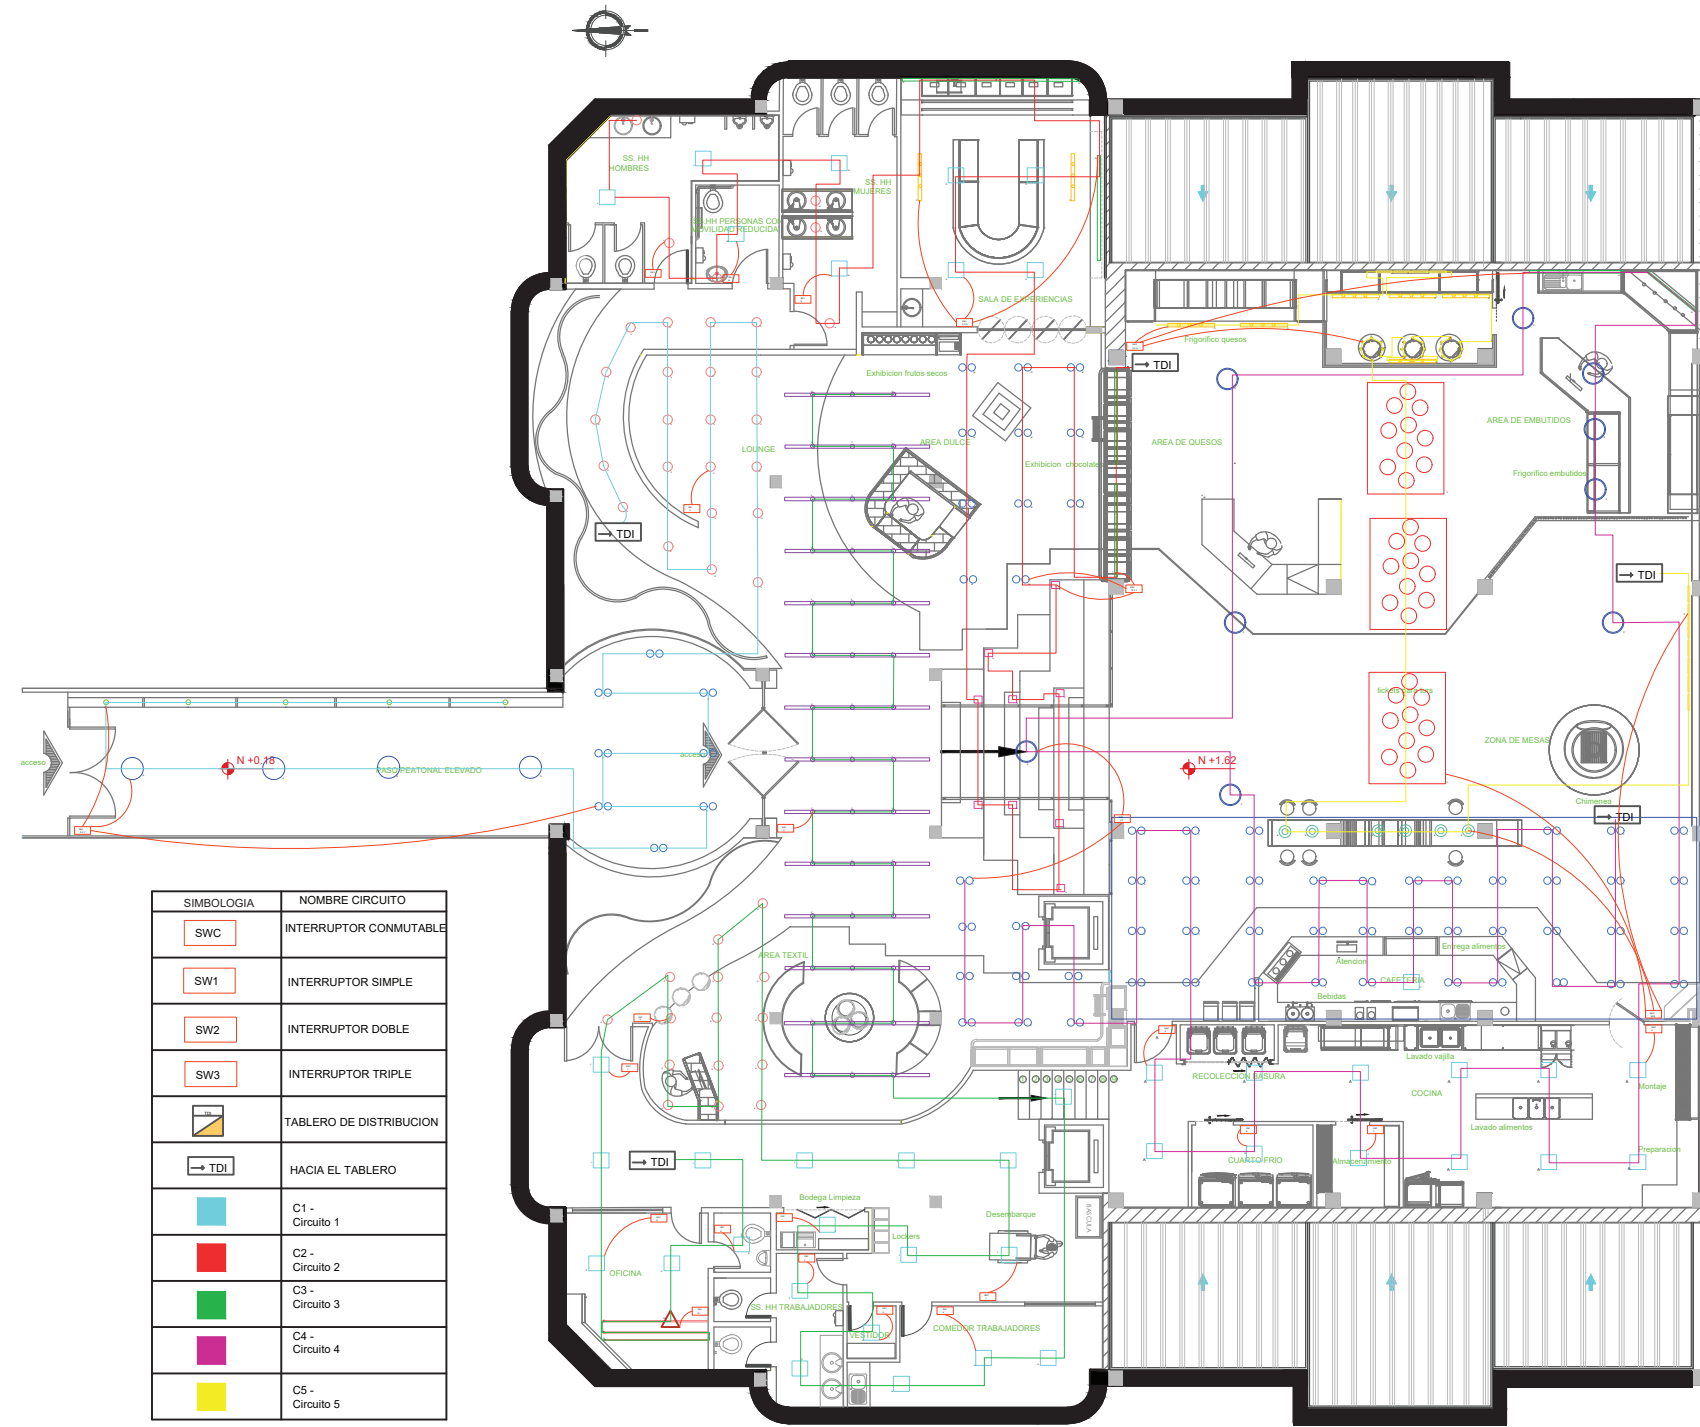 SS. HH
HOMBRES
SS. HH
MUJERES
SS.HH PERSONAS CON
MOVILIDAD REDUCIDA
SALA DE EXPERIENCIAS
Frigorifico quesos
TDI
Exhibicion frutos secos
AREA DULCE
LOUNGE
Exhibicion chocolates
AREA DE QUESOS
AREA DE EMBUTIDOS
Frigorifico embutidos
TDI
TDI
ZONA DE MESAS
Chimenea
TDI
N +1.62
acceso
N +0.18
PASO PEATONAL ELEVADO
acceso
AREA TEXTIL
Entrega alimentos
Atencion
CAFETERIA
Bebidas
Lavado vajilla
RECOLECCION BASURA
COCINA
Montaje
Lavado alimentos
Preparacion
CUARTO FRIO
Almacenamiento
TDI
Bodega Limpieza
Desembarque
BASCULA
Lockers
OFICINA
SS. HH TRABAJADORES
VESTIDOR
COMEDOR TRABAJADORES
SIMBOLOGIA
NOMBRE CIRCUITO
SWC
INTERRUPTOR CONMUTABLE
SW1
INTERRUPTOR SIMPLE
SW2
INTERRUPTOR DOBLE
SW3
INTERRUPTOR TRIPLE
TDI
TABLERO DE DISTRIBUCION
TDI
HACIA EL TABLERO
C1 -
Circuito 1
C2 -
Circuito 2
C3 -
Circuito 3
C4 -
Circuito 4
C5 -
Circuito 5